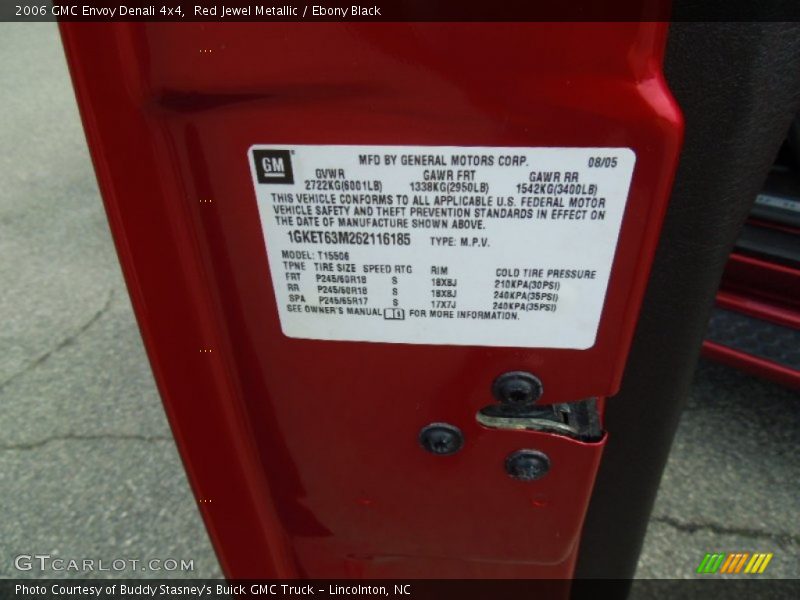 2006 GMC Envoy Denali 4x4, Red Jewel Metallic / Ebony Black
GM MFD BY GENERAL MOTORS CORP. 08/05
GVWR GAWR FRT GAWR RR
2722KG(6001LB) 1338KG(2950LB) 1542KG(3400LB)
THIS VEHICLE CONFORMS TO ALL APPLICABLE U.S. FEDERAL MOTOR
VEHICLE SAFETY AND THEFT PREVENTION STANDARDS IN EFFECT ON
THE DATE OF MANUFACTURE SHOWN ABOVE.
1GKET63M262116185 TYPE: M.P.V.
MODEL: T15506
TPNE TIRE SIZE SPEED RTG RIM COLD TIRE PRESSURE
FRT P245/60R18 S 18X8J 210KPA(30PSI)
RR P245/60R18 S 18X8J 240KPA(35PSI)
SPA P245/65R17 S 17X7J 240KPA(35PSI)
SEE OWNER'S MANUAL FOR MORE INFORMATION.
GTCARLOT.COM
Photo Courtesy of Buddy Stasney's Buick GMC Truck - Lincolnton, NC